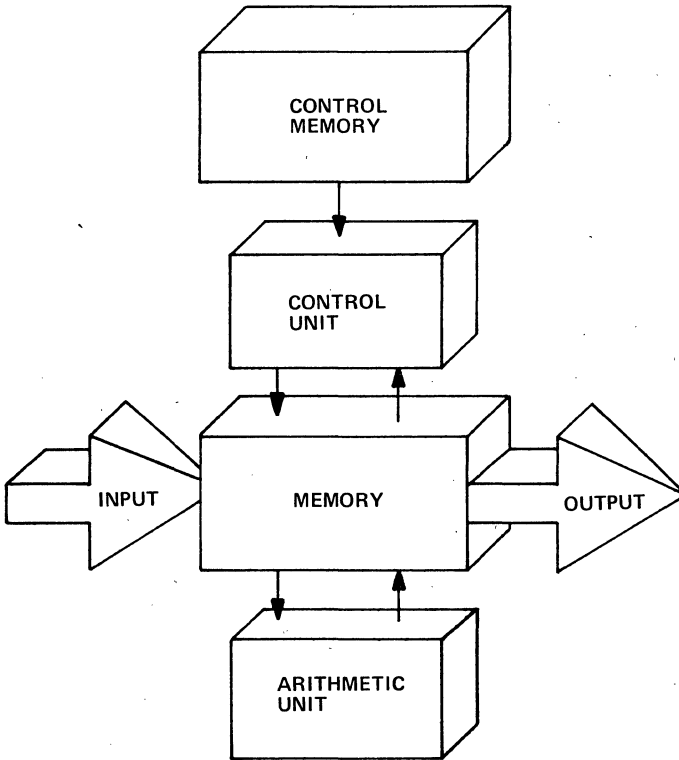 CONTROL
MEMORY
CONTROL
UNIT
INPUT
MEMORY
OUTPUT
ARITHMETIC
UNIT